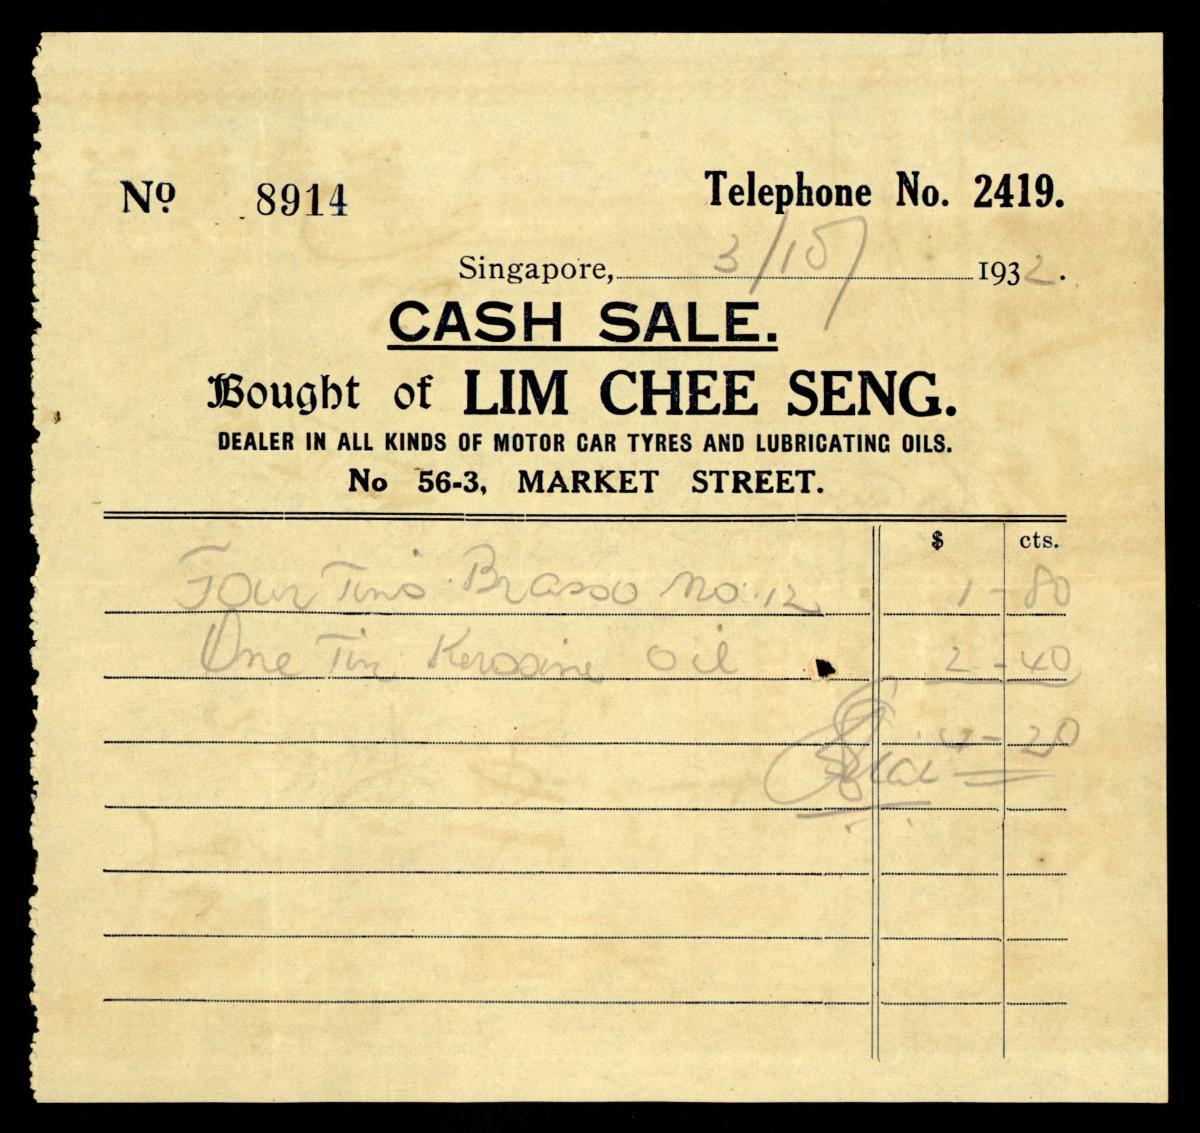 No 8914 Telephone No. 2419.
Singapore, 3/10/ 1932.
CASH SALE.
Bought of LIM CHEE SENG.
DEALER IN ALL KINDS OF MOTOR CAR TYRES AND LUBRICATING OILS.
No 56-3, MARKET STREET.
$ cts.
Four Tins Brasso No. 12 1-80
One Tin Kerosine Oil 2-40
4-20